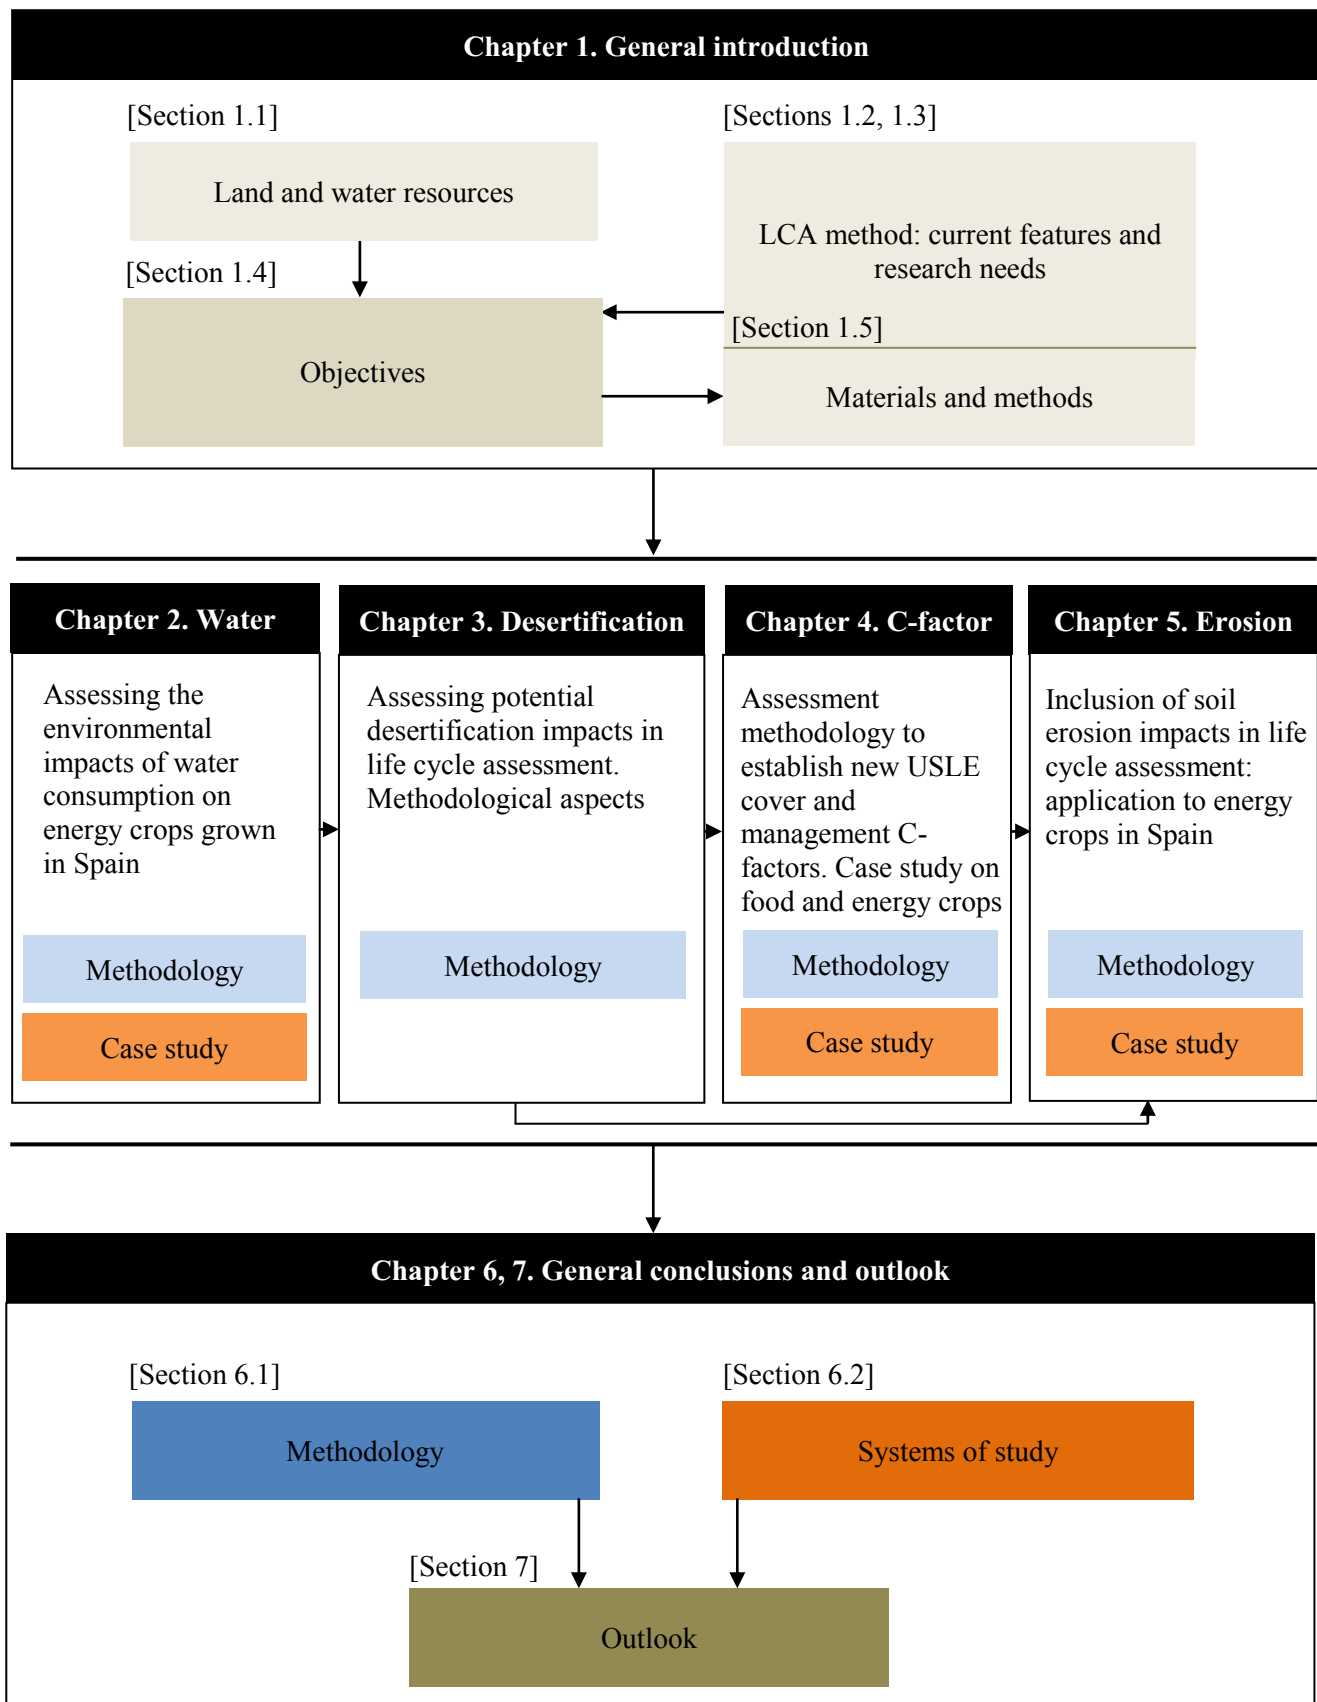 Chapter 1. General introduction
[Section 1.1]
Land and water resources
[Sections 1.2, 1.3]
LCA method: current features and
research needs
[Section 1.4]
Objectives
[Section 1.5]
Materials and methods
Chapter 2. Water
Assessing the
environmental
impacts of water
consumption on
energy crops grown
in Spain
Methodology
Case study
Chapter 3. Desertification
Assessing potential
desertification impacts in
life cycle assessment.
Methodological aspects
Methodology
Chapter 4. C-factor
Assessment
methodology to
establish new USLE
cover and
management C-
factors. Case study on
food and energy crops
Methodology
Case study
Chapter 5. Erosion
Inclusion of soil
erosion impacts in life
cycle assessment:
application to energy
crops in Spain
Methodology
Case study
Chapter 6, 7. General conclusions and outlook
[Section 6.1]
Methodology
[Section 6.2]
Systems of study
[Section 7]
Outlook